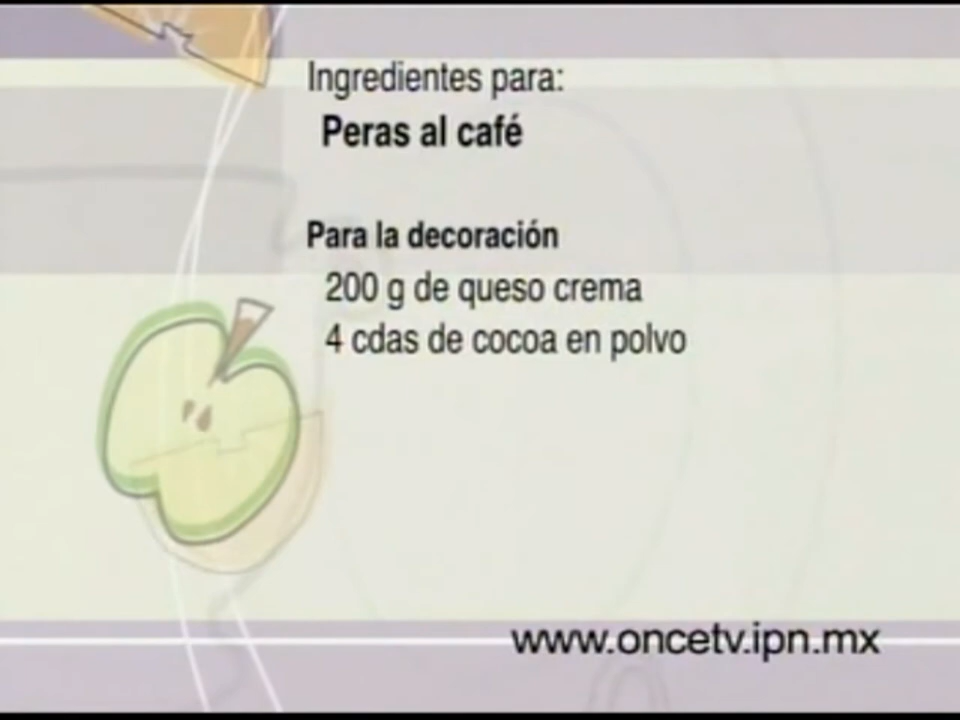 Ingredientes para:
Peras al café
Para la decoración
200 g de queso crema
4 cdas de cocoa en polvo
www.oncetv.ipn.mx